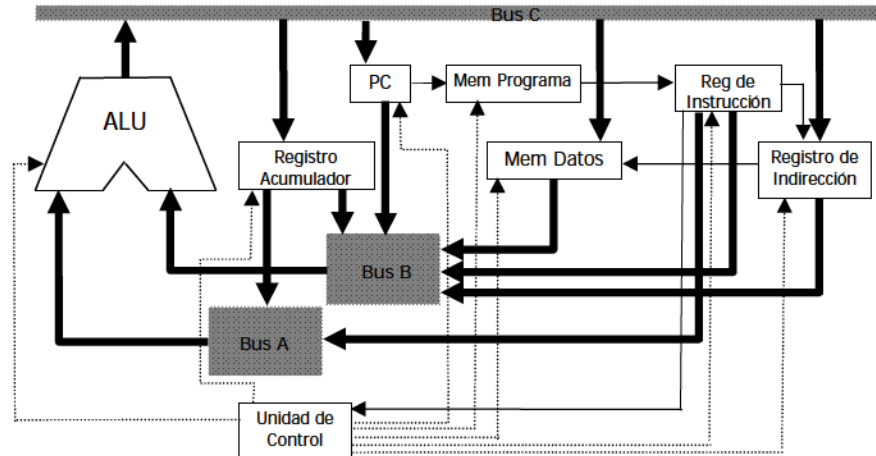 Bus C
PC
Mem Programa
Reg de
Instrucción
ALU
Registro
Acumulador
Mem Datos
Registro de
Indirección
Bus B
Bus A
Unidad de
Control